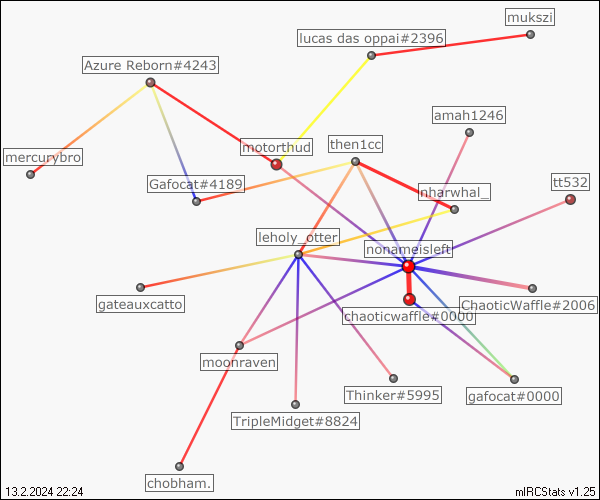 mukszi
lucas das oppai#2396
Azure Reborn#4243
amah1246
motorthud
then1cc
mercurybro
Gafocat#4189
nharwhal_
tt532
leholy_otter
nonameisleft
gateauxcatto
ChaoticWaffle#2006
chaoticwaffle#0000
moonraven
Thinker#5995
gafocat#0000
TripleMidget#8824
chobham.
13.2.2024 22:24
mIRCStats v1.25